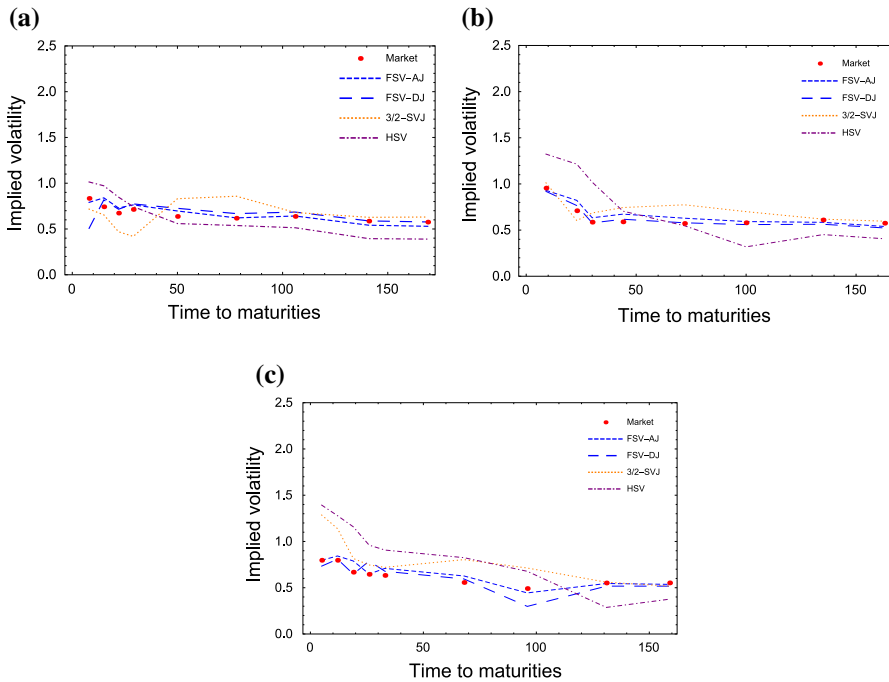 (a)
2.5
2.0
1.5
1.0
0.5
0.0
Implied volatility
Market
FSV-AJ
FSV-DJ
3/2-SVJ
HSV
0
50
100
150
Time to maturities
(b)
2.5
2.0
1.5
1.0
0.5
0.0
Implied volatility
Market
FSV-AJ
FSV-DJ
3/2-SVJ
HSV
0
50
100
150
Time to maturities
(c)
2.5
2.0
1.5
1.0
0.5
0.0
Implied volatility
Market
FSV-AJ
FSV-DJ
3/2-SVJ
HSV
0
50
100
150
Time to maturities